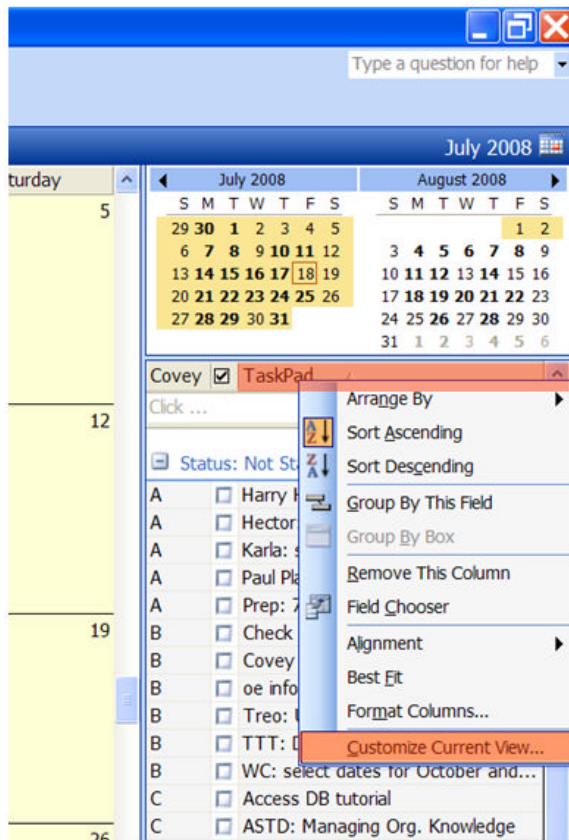 Type a question for help
July 2008
turday
5
12
19
26
July 2008
S M T W T F S
29 30 1 2 3 4 5
6 7 8 9 10 11 12
13 14 15 16 17 18 19
20 21 22 23 24 25 26
27 28 29 30 31
August 2008
S M T W T F S
1 2
3 4 5 6 7 8 9
10 11 12 13 14 15 16
17 18 19 20 21 22 23
24 25 26 27 28 29 30
31 1 2 3 4 5 6
Covey TaskPad
Click ...
Status: Not St
A Harry H
A Hector:
A Karla: s
A Paul Pla
A Prep: 7
B Check
B Covey
B oe info
B Treo: U
B TTT: D
B WC: select dates for October and...
C Access DB tutorial
C ASTD: Managing Org. Knowledge
Arrange By
Sort Ascending
Sort Descending
Group By This Field
Group By Box
Remove This Column
Field Chooser
Alignment
Best Fit
Format Columns...
Customize Current View...